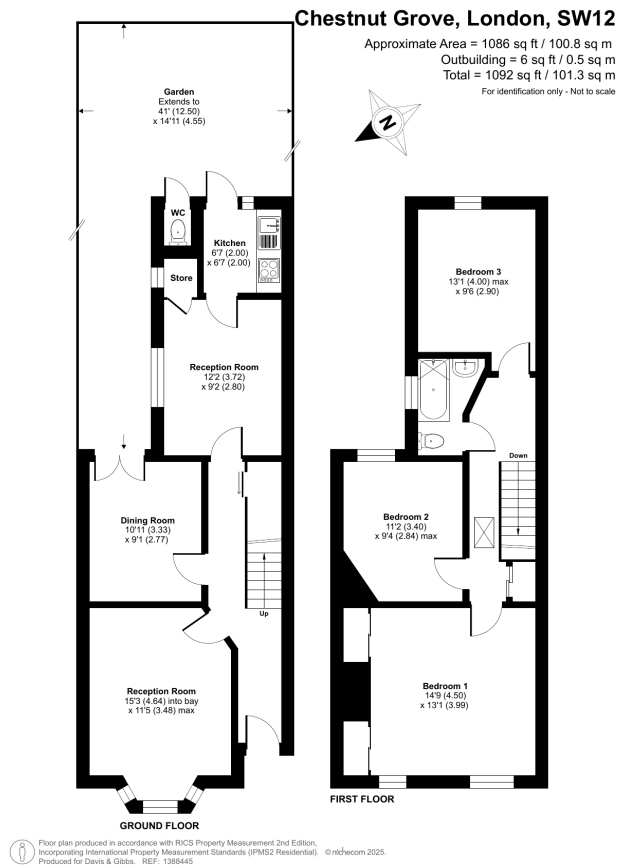 Chestnut Grove, London, SW12
Approximate Area = 1086 sq ft / 100.8 sq m
Outbuilding = 6 sq ft / 0.5 sq m
Total = 1092 sq ft / 101.3 sq m
For identification only - Not to scale
N
Garden
Extends to
41' (12.50)
x 14'11 (4.55)
WC
Kitchen
6'7 (2.00)
x 6'7 (2.00)
Store
Reception Room
12'2 (3.72)
x 9'2 (2.80)
Dining Room
10'11 (3.33)
x 9'1 (2.77)
Up
Reception Room
15'3 (4.64) into bay
x 11'5 (3.48) max
GROUND FLOOR
Bedroom 3
13'1 (4.00) max
x 9'6 (2.90)
Down
Bedroom 2
11'2 (3.40)
x 9'4 (2.84) max
Bedroom 1
14'9 (4.50)
x 13'1 (3.99)
FIRST FLOOR
Floor plan produced in accordance with RICS Property Measurement 2nd Edition,
Incorporating International Property Measurement Standards (IPMS2 Residential). © nichecom 2025.
Produced for Davis & Gibbs. REF: 1388445